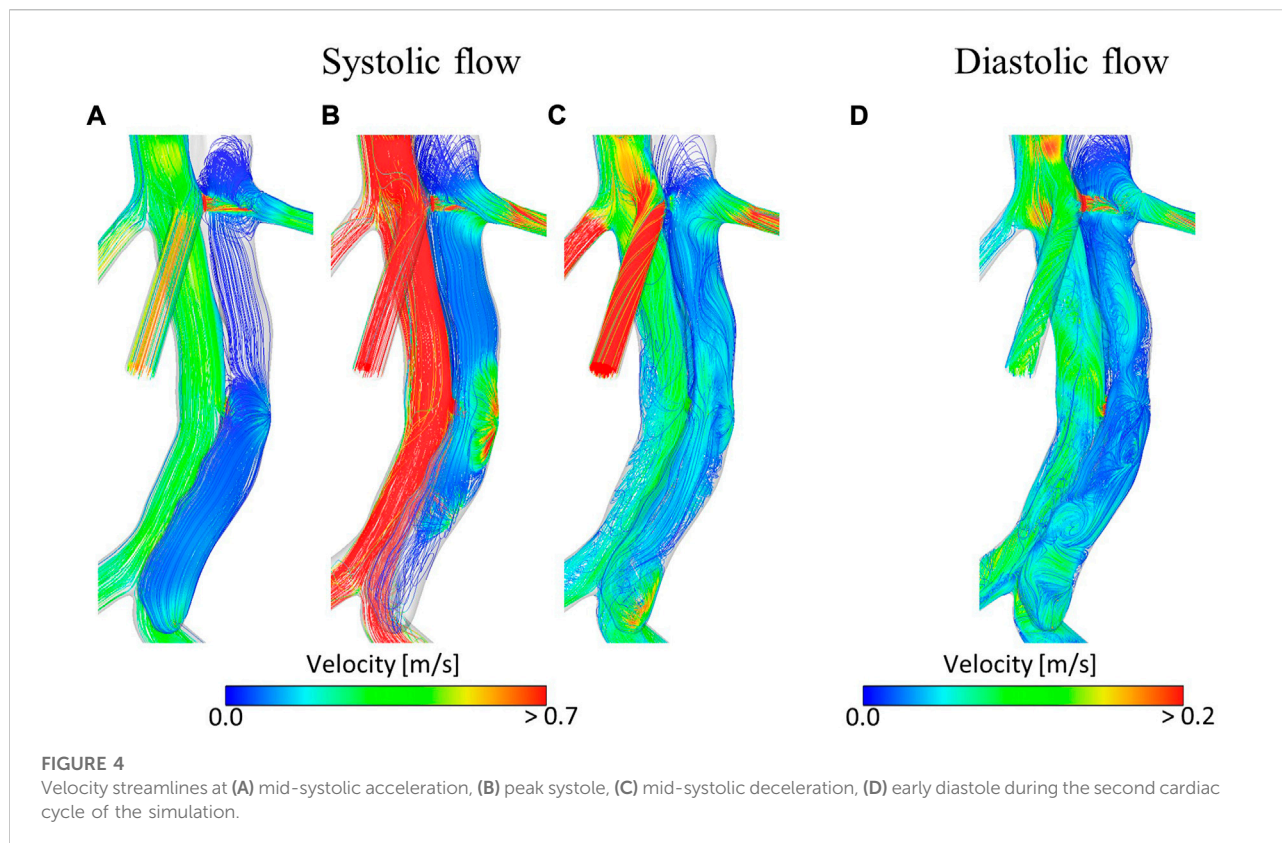 Systolic flow
Diastolic flow
A
B
C
D
Velocity [m/s]
0.0
> 0.7
Velocity [m/s]
0.0
> 0.2
FIGURE 4
Velocity streamlines at (A) mid-systolic acceleration, (B) peak systole, (C) mid-systolic deceleration, (D) early diastole during the second cardiac
cycle of the simulation.